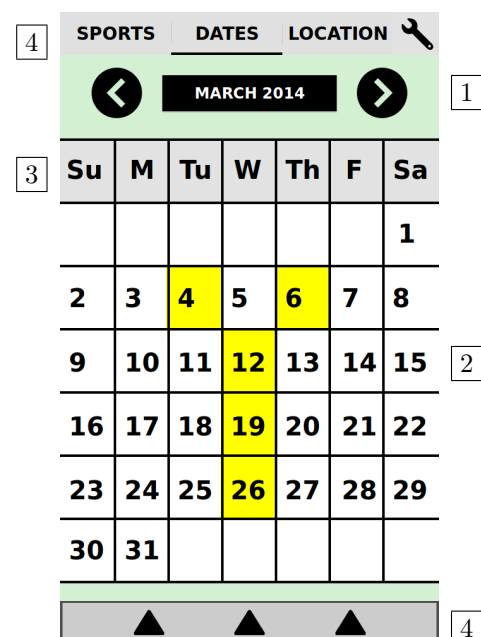 4 SPORTS DATES LOCATION
MARCH 2014 1
3 Su M Tu W Th F Sa
1
2 3 4 5 6 7 8
9 10 11 12 13 14 15 2
16 17 18 19 20 21 22
23 24 25 26 27 28 29
30 31
4